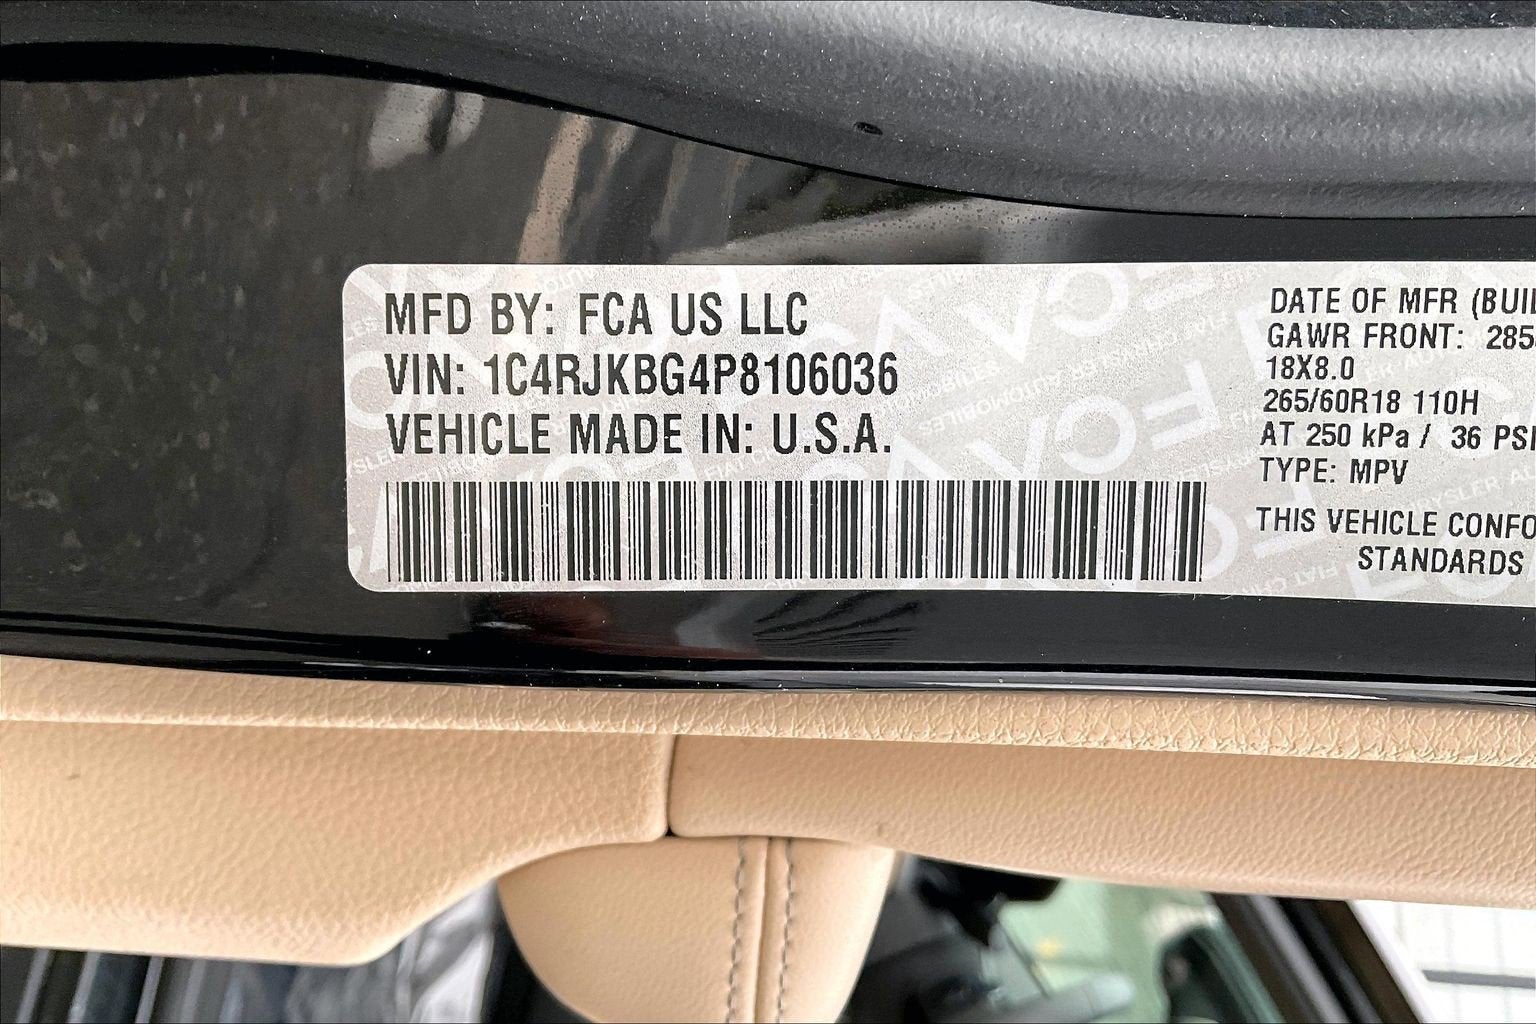 MFD BY: FCA US LLC
VIN: 1C4RJKBG4P8106036
VEHICLE MADE IN: U.S.A.
DATE OF MFR (BUI
GAWR FRONT: 285
18X8.0
265/60R18 110H
AT 250 kPa / 36 PSI
TYPE: MPV
THIS VEHICLE CONFO
STANDARDS